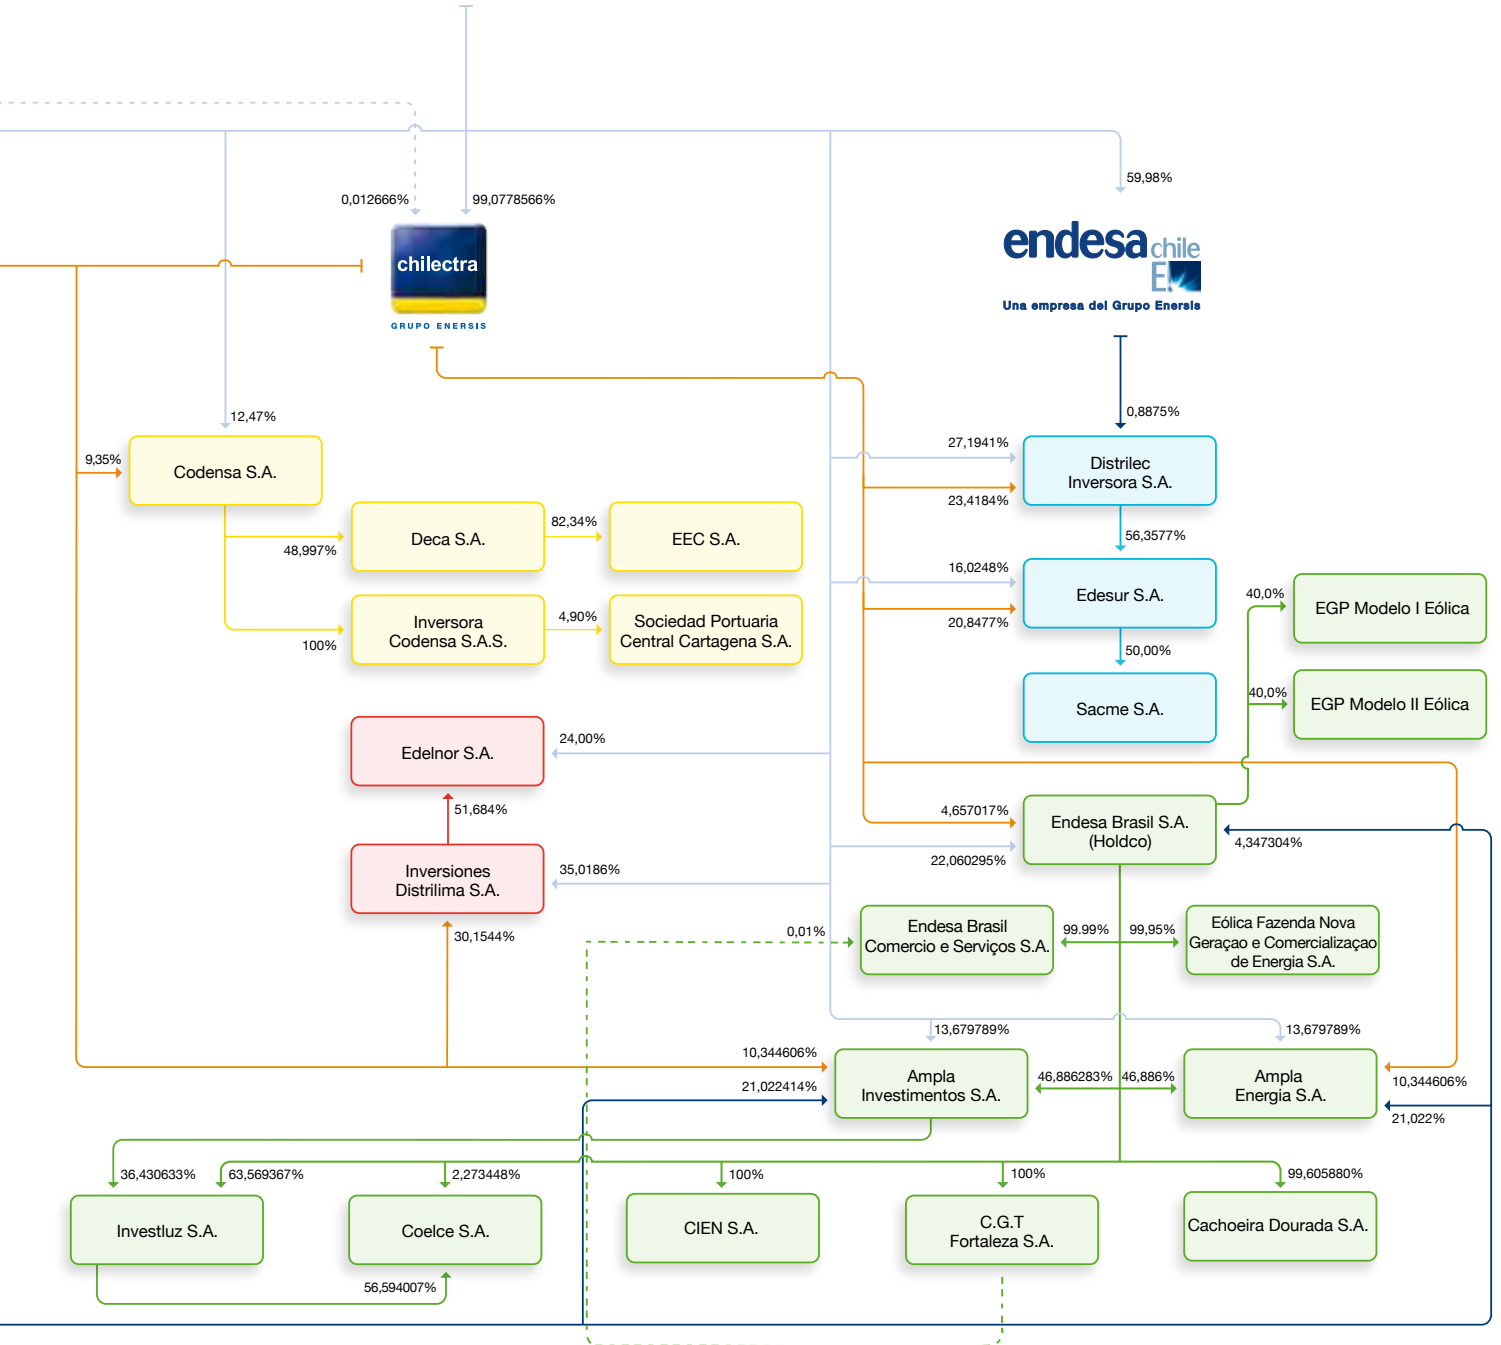 59,98%
0,012666%
99,0778566%
chilectra
GRUPO ENERSIS
endesa chile
E
Una empresa del Grupo Enersis
12,47%
0,8875%
9,35%
Codensa S.A.
27,1941%
23,4184%
Distrilec
Inversora S.A.
48,997%
Deca S.A.
82,34%
EEC S.A.
56,3577%
100%
Inversora
Codensa S.A.S.
4,90%
Sociedad Portuaria
Central Cartagena S.A.
16,0248%
20,8477%
Edesur S.A.
40,0%
EGP Modelo I Eólica
50,00%
Sacme S.A.
40,0%
EGP Modelo II Eólica
Edelnor S.A.
24,00%
51,684%
4,657017%
22,060295%
Endesa Brasil S.A.
(Holdco)
4,347304%
Inversiones
Distrilima S.A.
35,0186%
30,1544%
0,01%
Endesa Brasil
Comercio e Serviços S.A.
99.99%
99,95%
Eólica Fazenda Nova
Geraçao e Comercializaçao
de Energia S.A.
13,679789%
13,679789%
10,344606%
21,022414%
Ampla
Investimentos S.A.
46,886283%
46,886%
Ampla
Energia S.A.
10,344606%
21,022%
36,430633%
63,569367%
2,273448%
100%
100%
99,605880%
Investluz S.A.
Coelce S.A.
CIEN S.A.
C.G.T
Fortaleza S.A.
Cachoeira Dourada S.A.
56,594007%